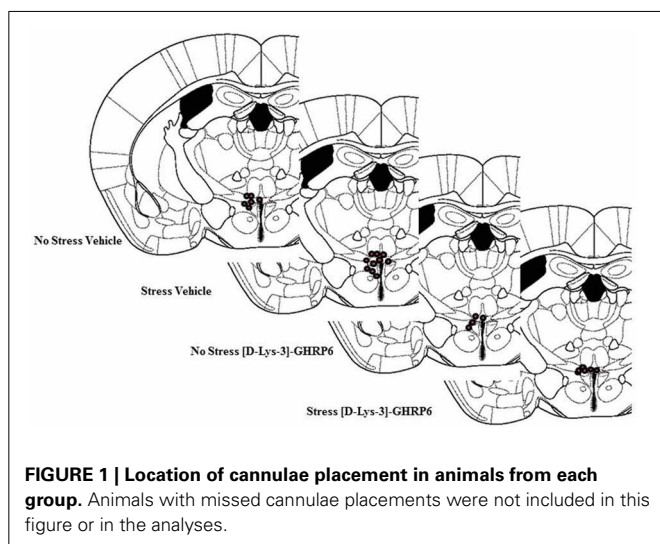 No Stress Vehicle
Stress Vehicle
No Stress [D-Lys-3]-GHRP6
Stress [D-Lys-3]-GHRP6
FIGURE 1 | Location of cannulae placement in animals from each
group. Animals with missed cannulae placements were not included in this
figure or in the analyses.